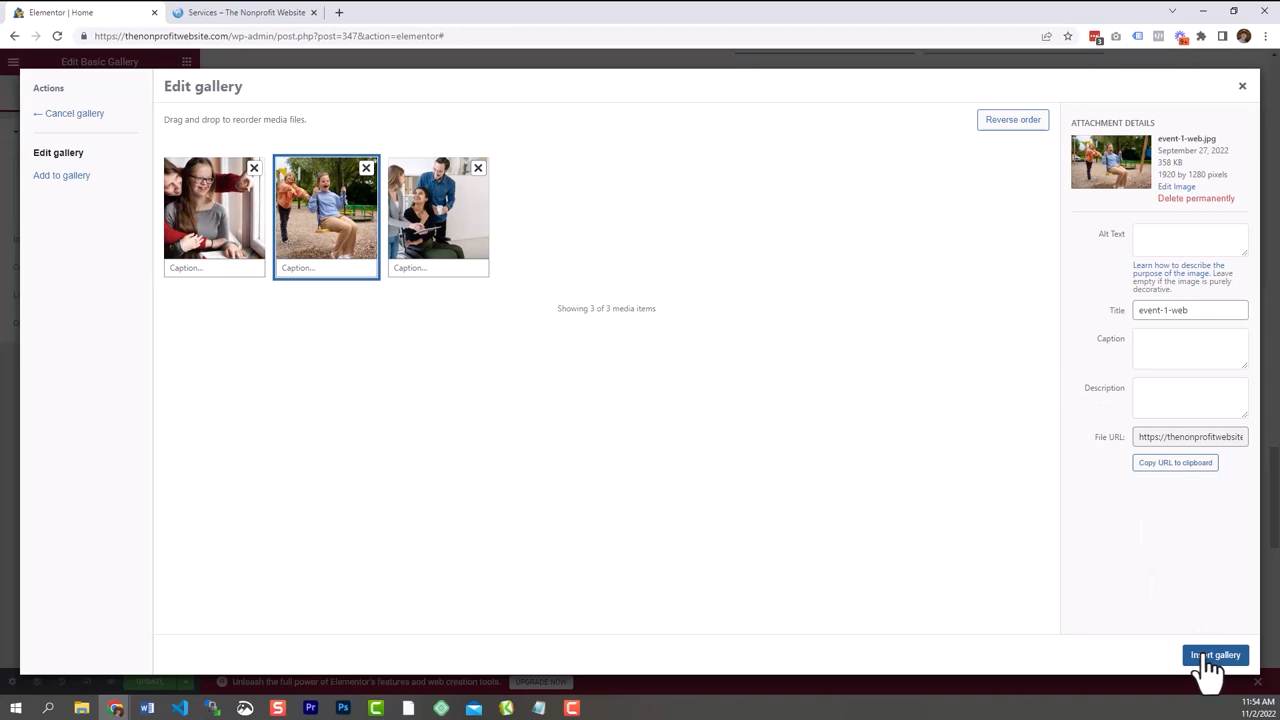 Elementor | Home
Services – The Nonprofit Website
https://thenonprofitwebsite.com/wp-admin/post.php?post=347&action=elementor#
Edit Basic Gallery
Actions
← Cancel gallery
Edit gallery
Add to gallery
Edit gallery
Drag and drop to reorder media files.
Reverse order
Caption...
Caption...
Caption...
Showing 3 of 3 media items
ATTACHMENT DETAILS
event-1-web.jpg
September 27, 2022
358 KB
1920 by 1280 pixels
Edit Image
Delete permanently
Alt Text
Learn how to describe the
purpose of the image. Leave
empty if the image is purely
decorative.
Title
event-1-web
Caption
Description
File URL:
https://thenonprofitwebsite
Copy URL to clipboard
Insert gallery
UPDATE
Unleash the full power of Elementor's features and web creation tools.
UPGRADE NOW
11:54 AM
11/2/2022